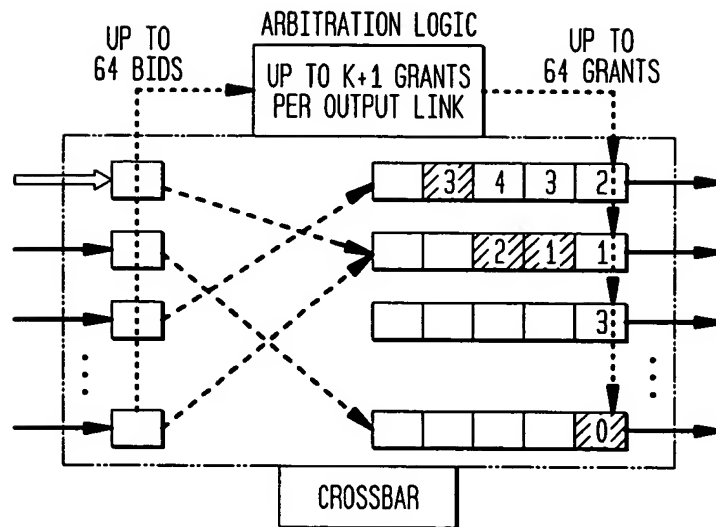 ARBITRATION LOGIC
UP TO
64 BIDS
UP TO K+1 GRANTS
PER OUTPUT LINK
UP TO
64 GRANTS
3 4 3 2
2 1 1
3
0
CROSSBAR